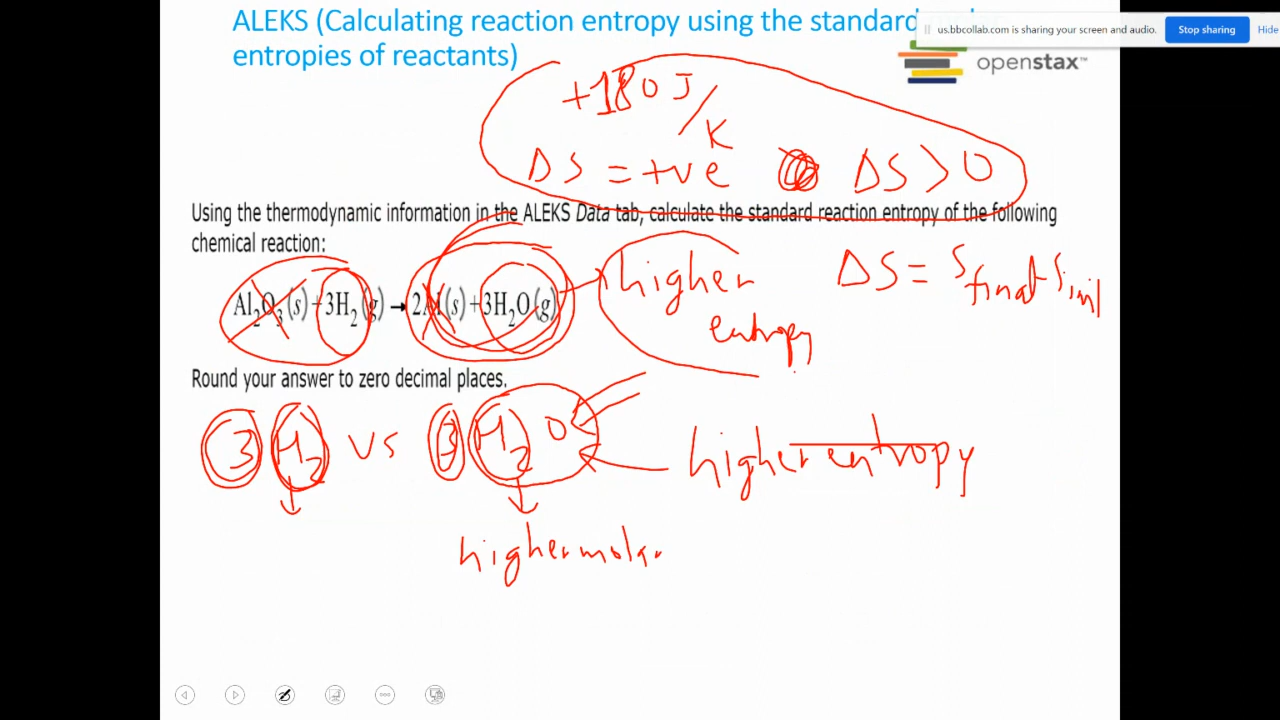 ALEKS (Calculating reaction entropy using the standard
entropies of reactants)
us.bbcollab.com is sharing your screen and audio.
Stop sharing
Hide
openstax™
+180 J/K
ΔS = +ve ΔS > 0
Using the thermodynamic information in the ALEKS Data tab, calculate the standard reaction entropy of the following
chemical reaction:
Al₂O₃(s) + 3H₂(g) → 2Al(s) + 3H₂O(g)
higher
entropy
ΔS = Sfinal - Sinil
Round your answer to zero decimal places.
3 H₂ VS 3 H₂O
higher entropy
higher molar